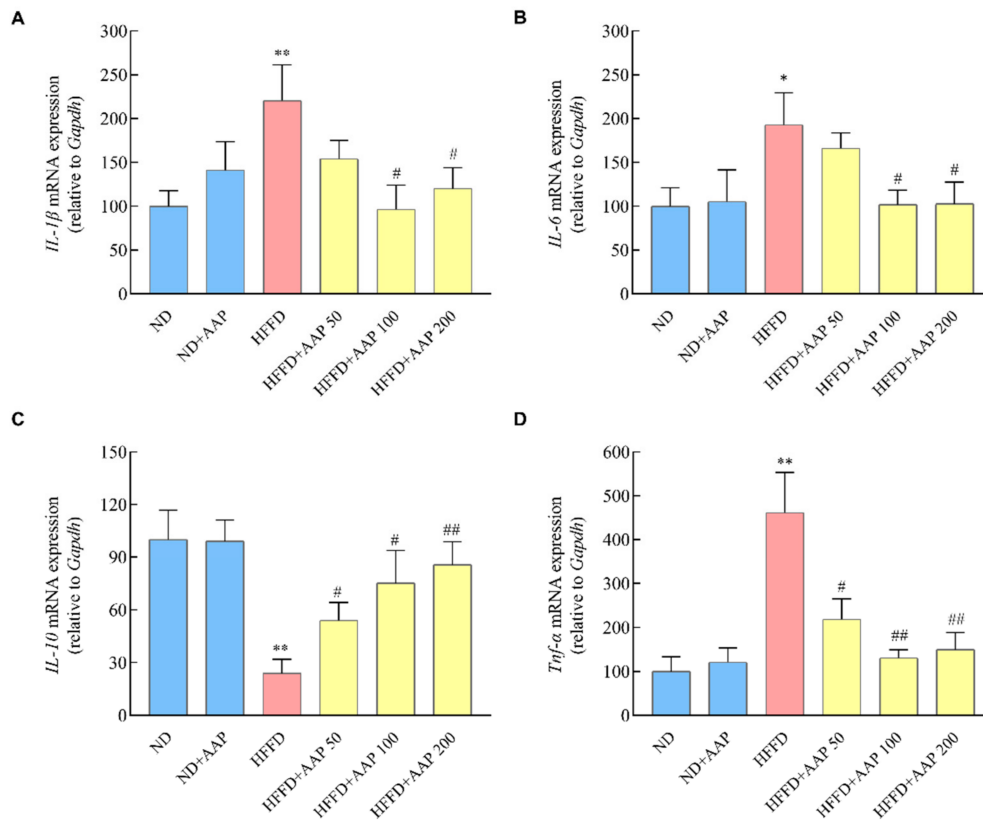 A
IL-1β mRNA expression
(relative to Gapdh)
300
250
200
150
100
50
0
**
#
#
ND
ND+AAP
HFFD
HFFD+AAP 50
HFFD+AAP 100
HFFD+AAP 200
B
IL-6 mRNA expression
(relative to Gapdh)
300
250
200
150
100
50
0
*
#
#
ND
ND+AAP
HFFD
HFFD+AAP 50
HFFD+AAP 100
HFFD+AAP 200
C
IL-10 mRNA expression
(relative to Gapdh)
150
120
90
60
30
0
**
#
#
##
ND
ND+AAP
HFFD
HFFD+AAP 50
HFFD+AAP 100
HFFD+AAP 200
D
Tnf-α mRNA expression
(relative to Gapdh)
600
500
400
300
200
100
0
**
#
##
##
ND
ND+AAP
HFFD
HFFD+AAP 50
HFFD+AAP 100
HFFD+AAP 200